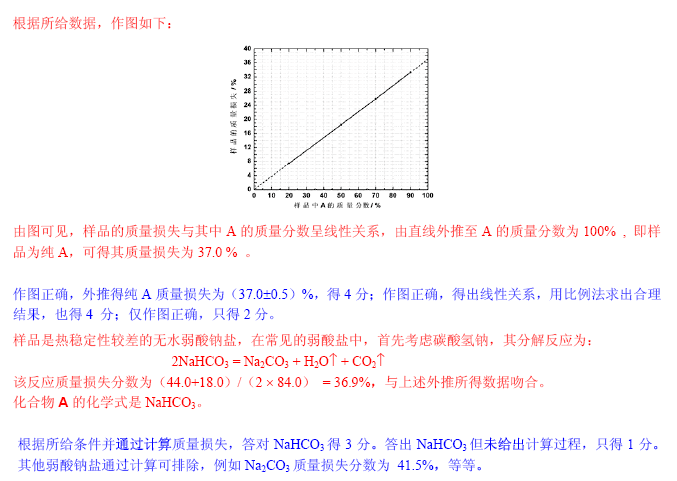 根据所给数据，作图如下：
40
36
32
28
24
20
16
12
8
4
0
样品的质量损失/%
0 10 20 30 40 50 60 70 80 90 100
样品中A的质量分数/%
由图可见，样品的质量损失与其中 A 的质量分数呈线性关系，由直线外推至 A 的质量分数为 100% ，即样
品为纯 A，可得其质量损失为 37.0 % 。
作图正确，外推得纯 A 质量损失为（37.0±0.5）%，得 4 分；作图正确，得出线性关系，用比例法求出合理
结果，也得 4 分；仅作图正确，只得 2 分。
样品是热稳定性较差的无水弱酸钠盐，在常见的弱酸盐中，首先考虑碳酸氢钠，其分解反应为：
2NaHCO₃ = Na₂CO₃ + H₂O↑ + CO₂↑
该反应质量损失分数为（44.0+18.0）/（2 × 84.0） = 36.9%，与上述外推所得数据吻合。
化合物 A 的化学式是 NaHCO₃。
根据所给条件并通过计算质量损失，答对 NaHCO₃ 得 3 分。答出 NaHCO₃ 但未给出计算过程，只得 1 分。
其他弱酸钠盐通过计算可排除，例如 Na₂CO₃ 质量损失分数为 41.5%，等等。